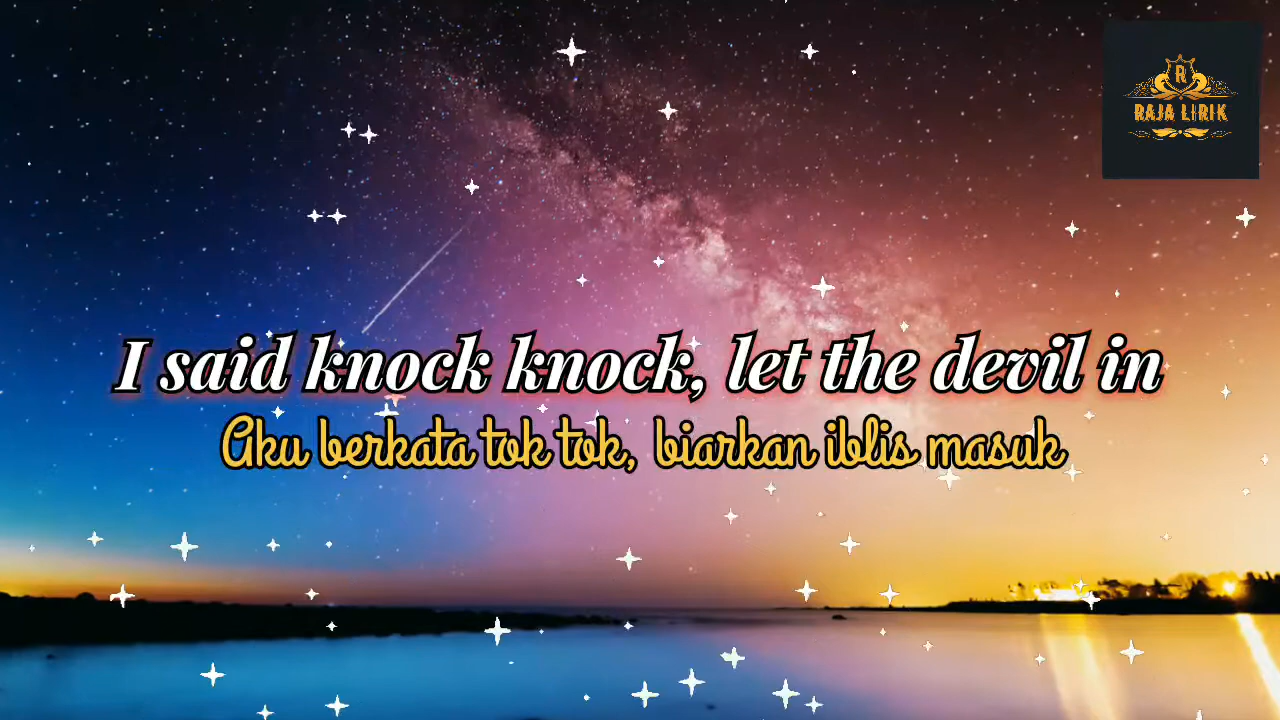 R
RAJA LIRIK
I said knock knock, let the devil in
Aku berkata tok tok, biarkan iblis masuk